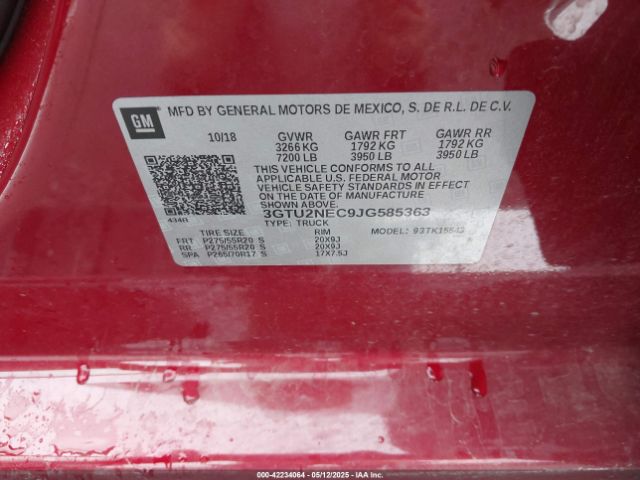 GM
MFD BY GENERAL MOTORS DE MEXICO, S. DE R.L. DE C.V.
10/18 GVWR GAWR FRT GAWR RR
3266 KG 1792 KG 1792 KG
7200 LB 3950 LB 3950 LB
THIS VEHICLE CONFORMS TO ALL
APPLICABLE U.S. FEDERAL MOTOR
VEHICLE SAFETY STANDARDS IN EFFECT
ON THE DATE OF MANUFACTURE SHOWN ABOVE.
3GTU2NEC9JG585363
434R TYPE: TRUCK
TIRE SIZE RIM MODEL:
FRT P275/55R20 S 20X9J
RR P275/55R20 S 20X9J
SPA P265/70R17 S 17X7.5J
000-42234064 - 05/12/2025 - IAA Inc.